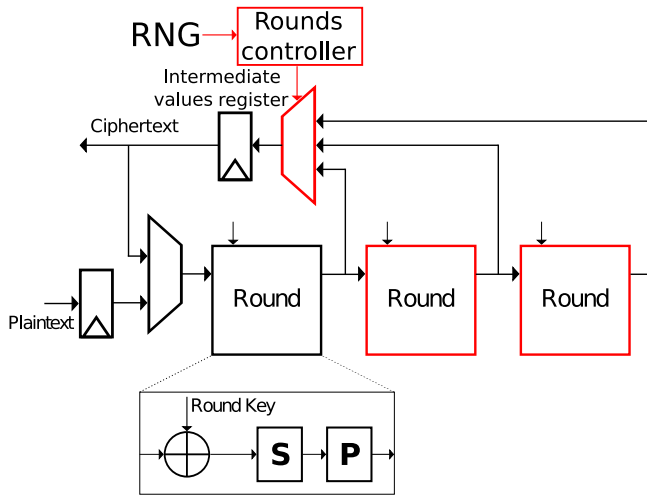 RNG
Rounds
controller
Intermediate
values register
Ciphertext
Plaintext
Round
Round
Round
Round Key
S
P